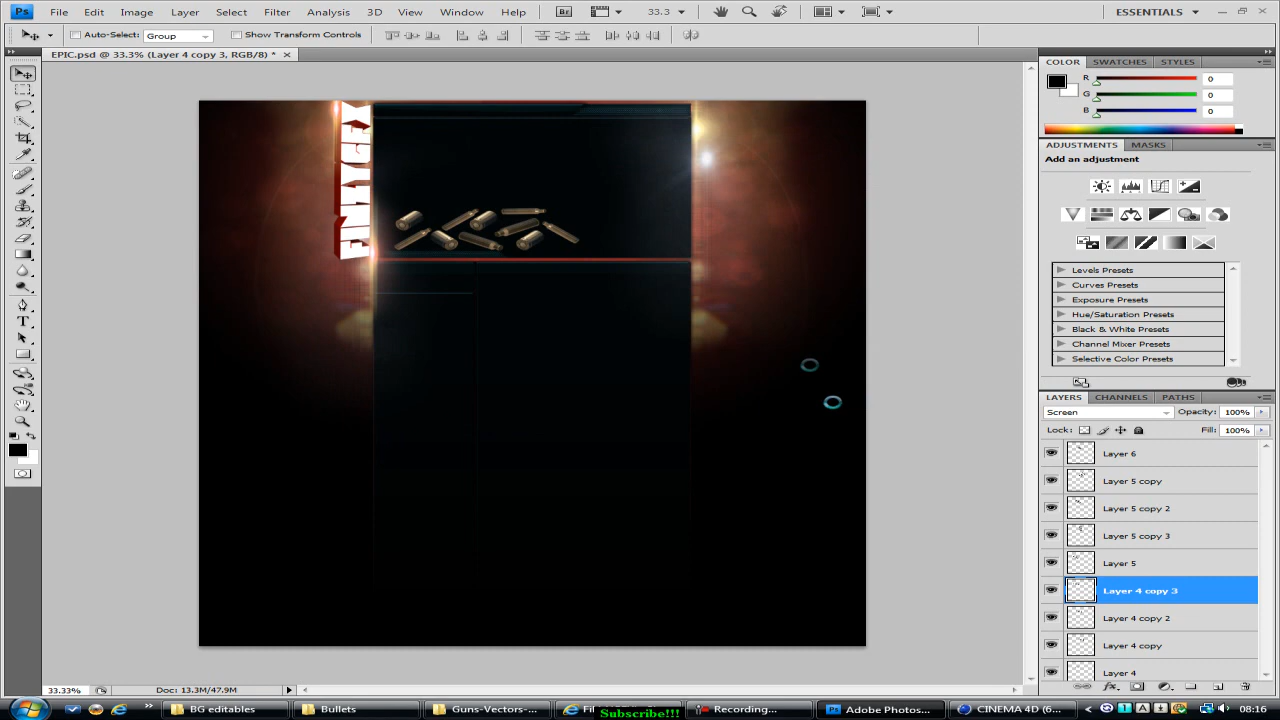 Ps File Edit Image Layer Select Filter Analysis 3D View Window Help Br 33.3 ESSENTIALS
Auto-Select: Group Show Transform Controls
EPIC.psd @ 33.3% (Layer 4 copy 3, RGB/8) *
COLOR SWATCHES STYLES
R 0
G 0
B 0
ADJUSTMENTS MASKS
Add an adjustment
Levels Presets
Curves Presets
Exposure Presets
Hue/Saturation Presets
Black & White Presets
Channel Mixer Presets
Selective Color Presets
LAYERS CHANNELS PATHS
Screen Opacity: 100%
Lock: Fill: 100%
Layer 6
Layer 5 copy
Layer 5 copy 2
Layer 5 copy 3
Layer 5
Layer 4 copy 3
Layer 4 copy 2
Layer 4 copy
Layer 4
33.33% Doc: 13.3M/47.9M
BG editables Bullets Guns-Vectors-... Recording... Adobe Photos... CINEMA 4D (6... 08:16
Subscribe!!!